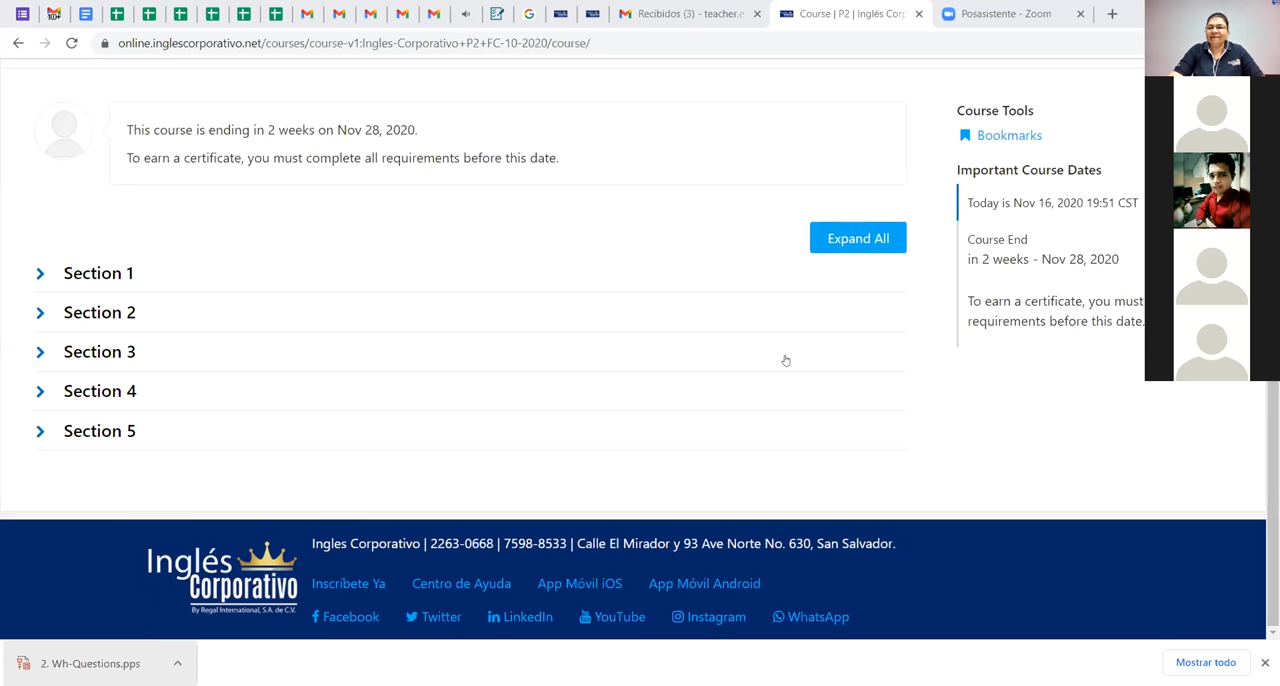 Recibidos (3) - teacher.e
Course | P2 | Inglés Corp
Posasistente - Zoom
online.inglescorporativo.net/courses/course-v1:Ingles-Corporativo+P2+FC-10-2020/course/
This course is ending in 2 weeks on Nov 28, 2020.
To earn a certificate, you must complete all requirements before this date.
Course Tools
Bookmarks
Important Course Dates
Today is Nov 16, 2020 19:51 CST
Course End
in 2 weeks - Nov 28, 2020
To earn a certificate, you must
requirements before this date.
Expand All
Section 1
Section 2
Section 3
Section 4
Section 5
Inglés
Corporativo
By Regal International, S.A. de C.V.
Ingles Corporativo | 2263-0668 | 7598-8533 | Calle El Mirador y 93 Ave Norte No. 630, San Salvador.
Inscríbete Ya
Centro de Ayuda
App Móvil iOS
App Móvil Android
Facebook
Twitter
LinkedIn
YouTube
Instagram
WhatsApp
2. Wh-Questions.pps
Mostrar todo